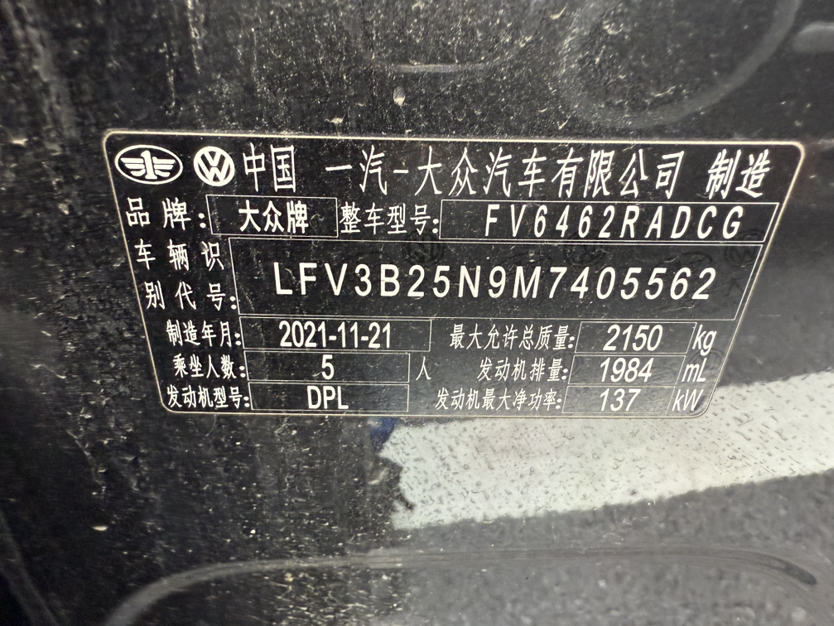 中国 一汽-大众汽车有限公司 制造
品牌: 大众牌 整车型号: FV6462RADCG
车辆识别代号: LFV3B25N9M7405562
制造年月: 2021-11-21 最大允许总质量: 2150 kg
乘坐人数: 5 人 发动机排量: 1984 mL
发动机型号: DPL 发动机最大净功率: 137 kW